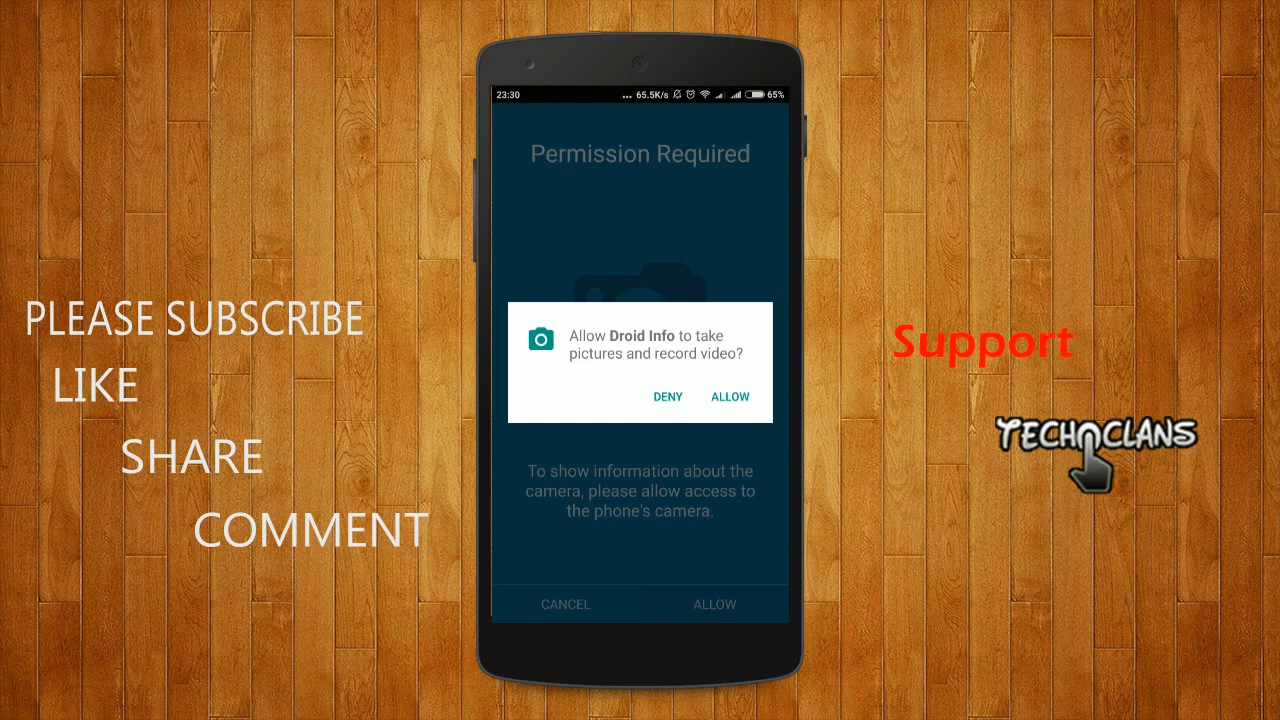 23:30
... 65.5K/s 65%
Permission Required
Allow Droid Info to take
pictures and record video?
DENY ALLOW
To show information about the
camera, please allow access to
the phone's camera.
CANCEL ALLOW
PLEASE SUBSCRIBE
LIKE
SHARE
COMMENT
Support
TECHNOCLANS